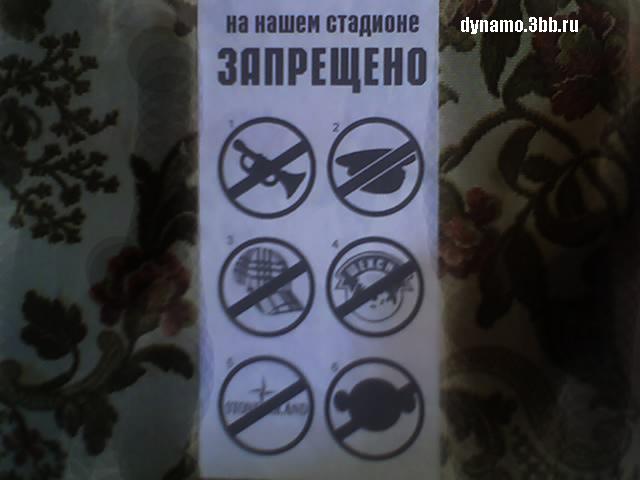 на нашем стадионе
dynamo.3bb.ru
ЗАПРЕЩЕНО
1
2
3
4
5
6